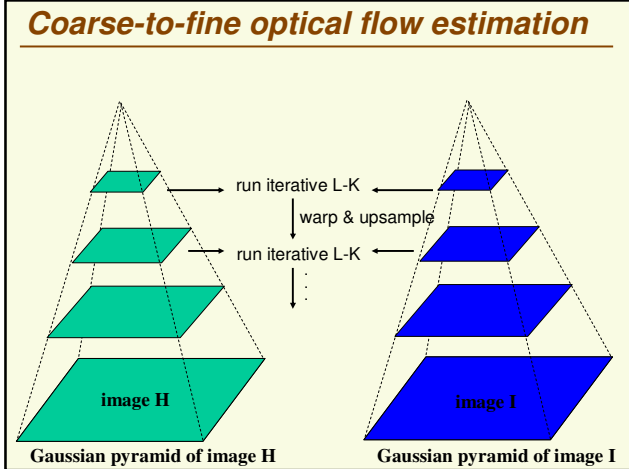 Coarse-to-fine optical flow estimation
run iterative L-K
warp & upsample
run iterative L-K
.
.
.
image H
image I
Gaussian pyramid of image H
Gaussian pyramid of image I